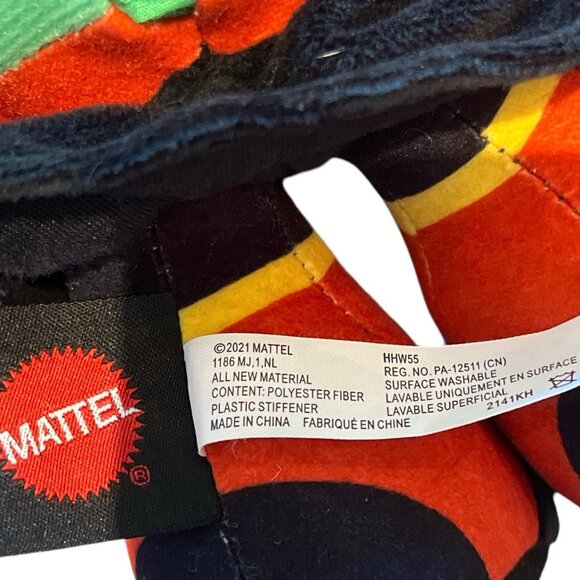 MATTEL
®
©2021 MATTEL
1186 MJ,1,NL
ALL NEW MATERIAL
CONTENT: POLYESTER FIBER
PLASTIC STIFFENER
MADE IN CHINA FABRIQUÉ EN CHINE
HHW55
REG. NO. PA-12511 (CN)
SURFACE WASHABLE
LAVABLE UNIQUEMENT EN SURFACE
LAVABLE SUPERFICIAL
2141KH